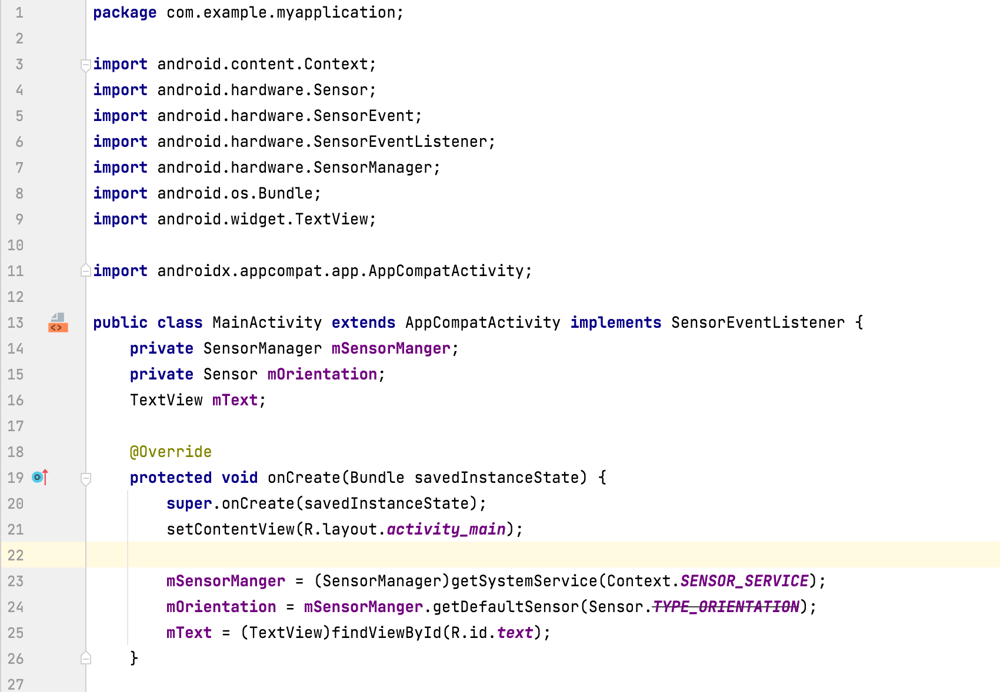 1 package com.example.myapplication;
2
3 import android.content.Context;
4 import android.hardware.Sensor;
5 import android.hardware.SensorEvent;
6 import android.hardware.SensorEventListener;
7 import android.hardware.SensorManager;
8 import android.os.Bundle;
9 import android.widget.TextView;
10
11 import androidx.appcompat.app.AppCompatActivity;
12
13 <> public class MainActivity extends AppCompatActivity implements SensorEventListener {
14     private SensorManager mSensorManger;
15     private Sensor mOrientation;
16     TextView mText;
17
18     @Override
19     protected void onCreate(Bundle savedInstanceState) {
20         super.onCreate(savedInstanceState);
21         setContentView(R.layout.activity_main);
22
23         mSensorManger = (SensorManager)getSystemService(Context.SENSOR_SERVICE);
24         mOrientation = mSensorManger.getDefaultSensor(Sensor.TYPE_ORIENTATION);
25         mText = (TextView)findViewById(R.id.text);
26     }
27